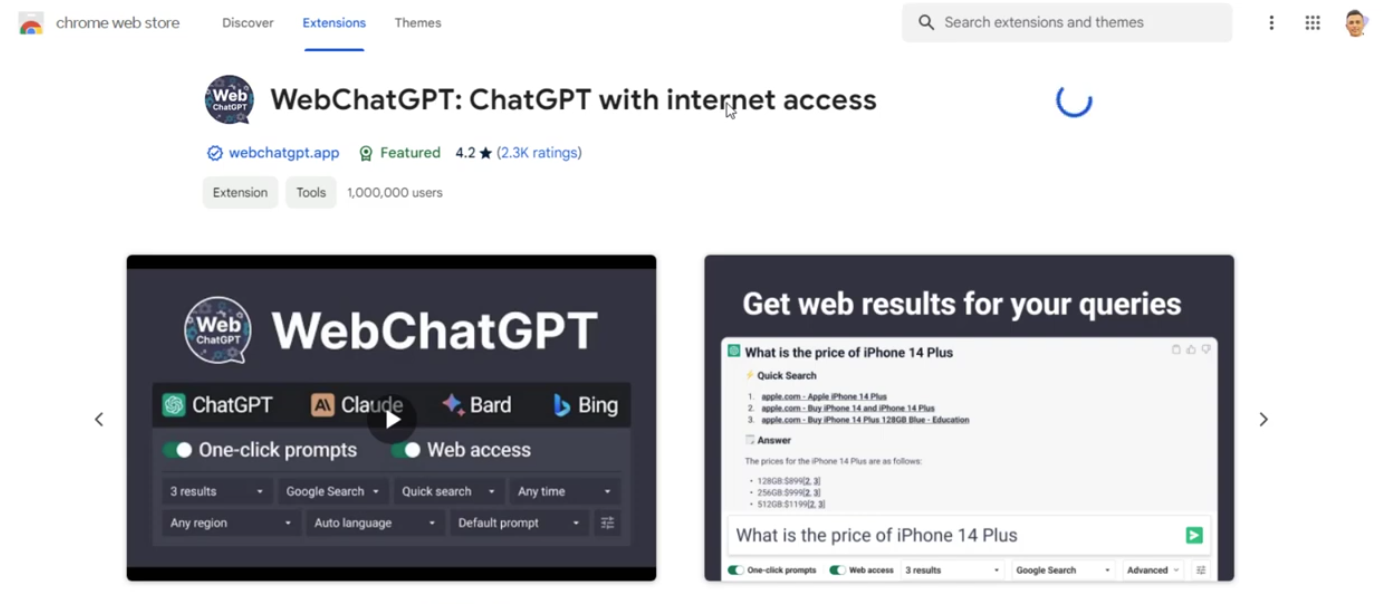 chrome web store Discover Extensions Themes Search extensions and themes
Web ChatGPT
WebChatGPT: ChatGPT with internet access
webchatgpt.app Featured 4.2 ★ (2.3K ratings)
Extension Tools 1,000,000 users
Web ChatGPT
WebChatGPT
ChatGPT Claude Bard Bing
One-click prompts Web access
3 results Google Search Quick search Any time
Any region Auto language Default prompt
Get web results for your queries
What is the price of iPhone 14 Plus
⚡ Quick Search
1. apple.com - Apple iPhone 14 Plus
2. apple.com - Buy iPhone 14 and iPhone 14 Plus
3. apple.com - Buy iPhone 14 Plus 128GB Blue - Education
Answer
The prices for the iPhone 14 Plus are as follows:
• 128GB:$899[2, 3]
• 256GB:$999[2, 3]
• 512GB:$1199[2, 3]
What is the price of iPhone 14 Plus
One-click prompts Web access 3 results Google Search Advanced